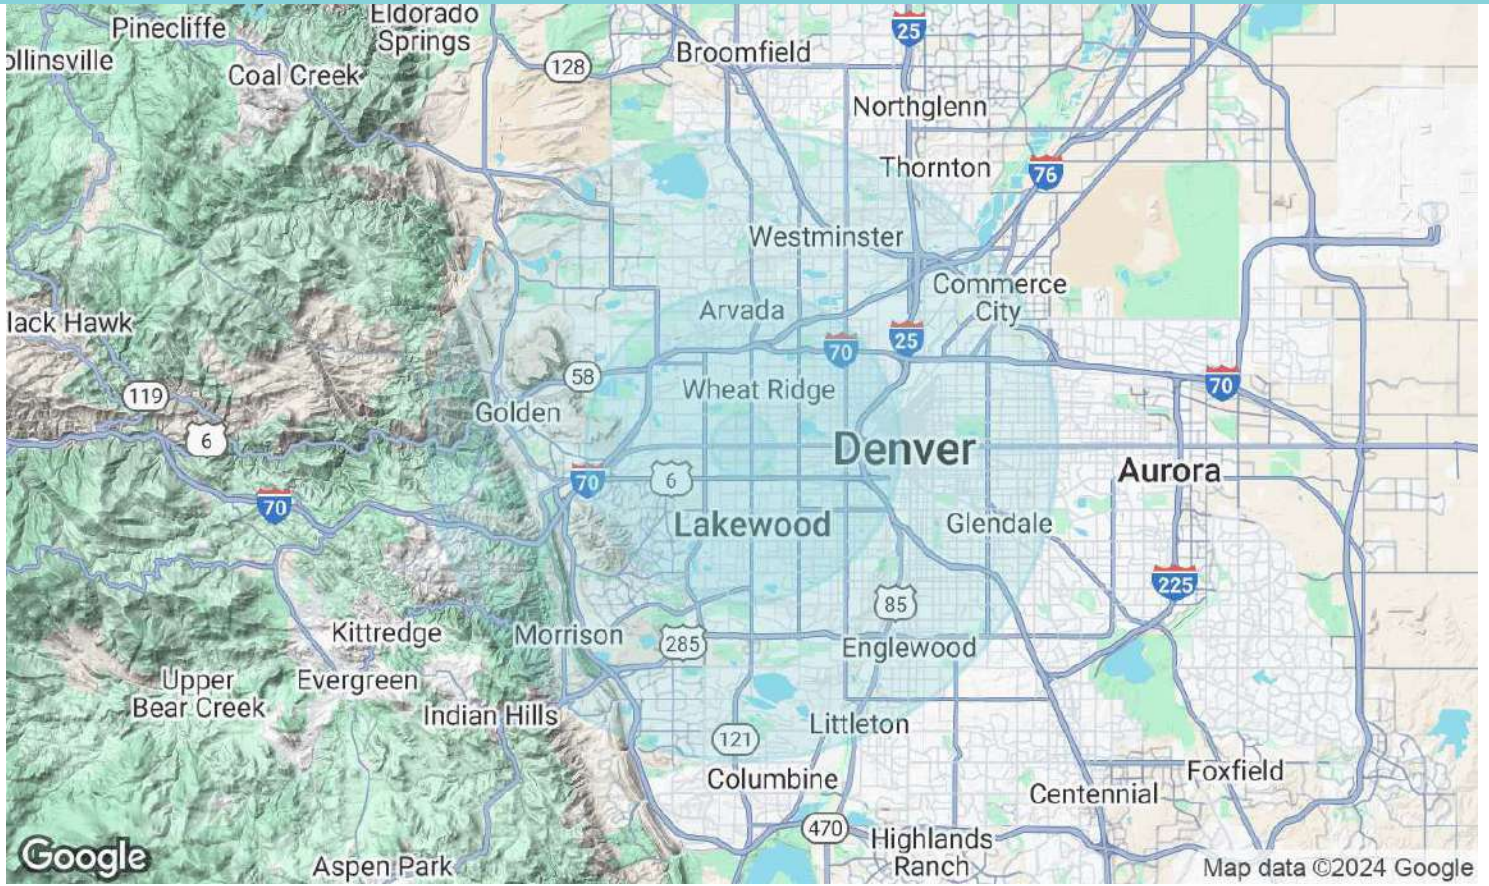 Eldorado
Springs
Pinecliffe
ollinsville
Coal Creek
128
Broomfield
25
Northglenn
Thornton
76
Westminster
Commerce
City
Arvada
lack Hawk
25
70
58
Wheat Ridge
70
119
6
Golden
Denver
Aurora
70
70
6
Lakewood
Glendale
225
85
Kittredge
Morrison
285
Englewood
Upper
Bear Creek
Evergreen
Indian Hills
Littleton
121
Columbine
Foxfield
Centennial
470
Highlands
Ranch
Google
Aspen Park
Map data ©2024 Google